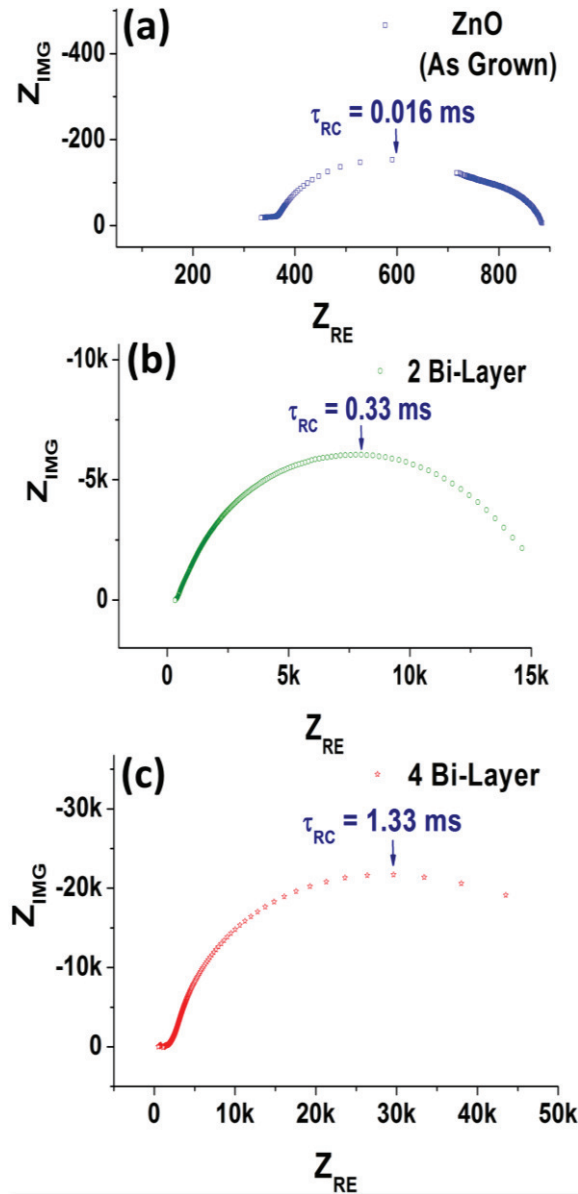 (a)
ZnO
(As Grown)
τRC = 0.016 ms
-400
-200
0
ZIMG
200 400 600 800
ZRE
(b)
2 Bi-Layer
τRC = 0.33 ms
-10k
-5k
0
ZIMG
0 5k 10k 15k
ZRE
(c)
4 Bi-Layer
τRC = 1.33 ms
-30k
-20k
-10k
0
ZIMG
0 10k 20k 30k 40k 50k
ZRE